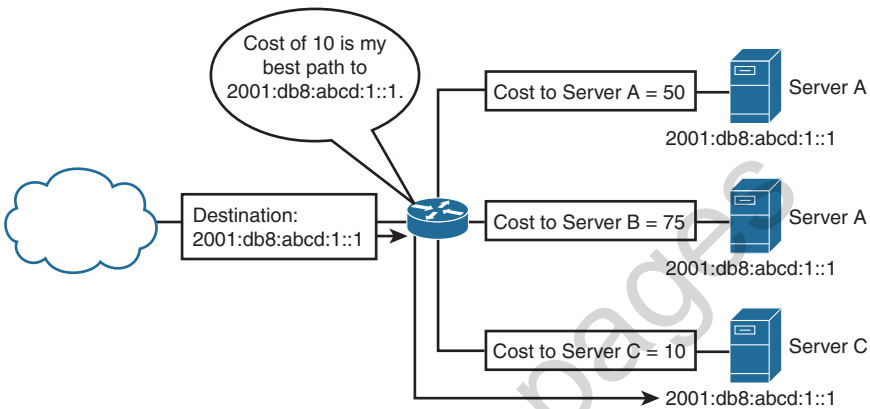 Cost of 10 is my
best path to
2001:db8:abcd:1::1.
Cost to Server A = 50
Server A
2001:db8:abcd:1::1
Destination:
2001:db8:abcd:1::1
Cost to Server B = 75
Server A
2001:db8:abcd:1::1
Cost to Server C = 10
Server C
2001:db8:abcd:1::1
pages